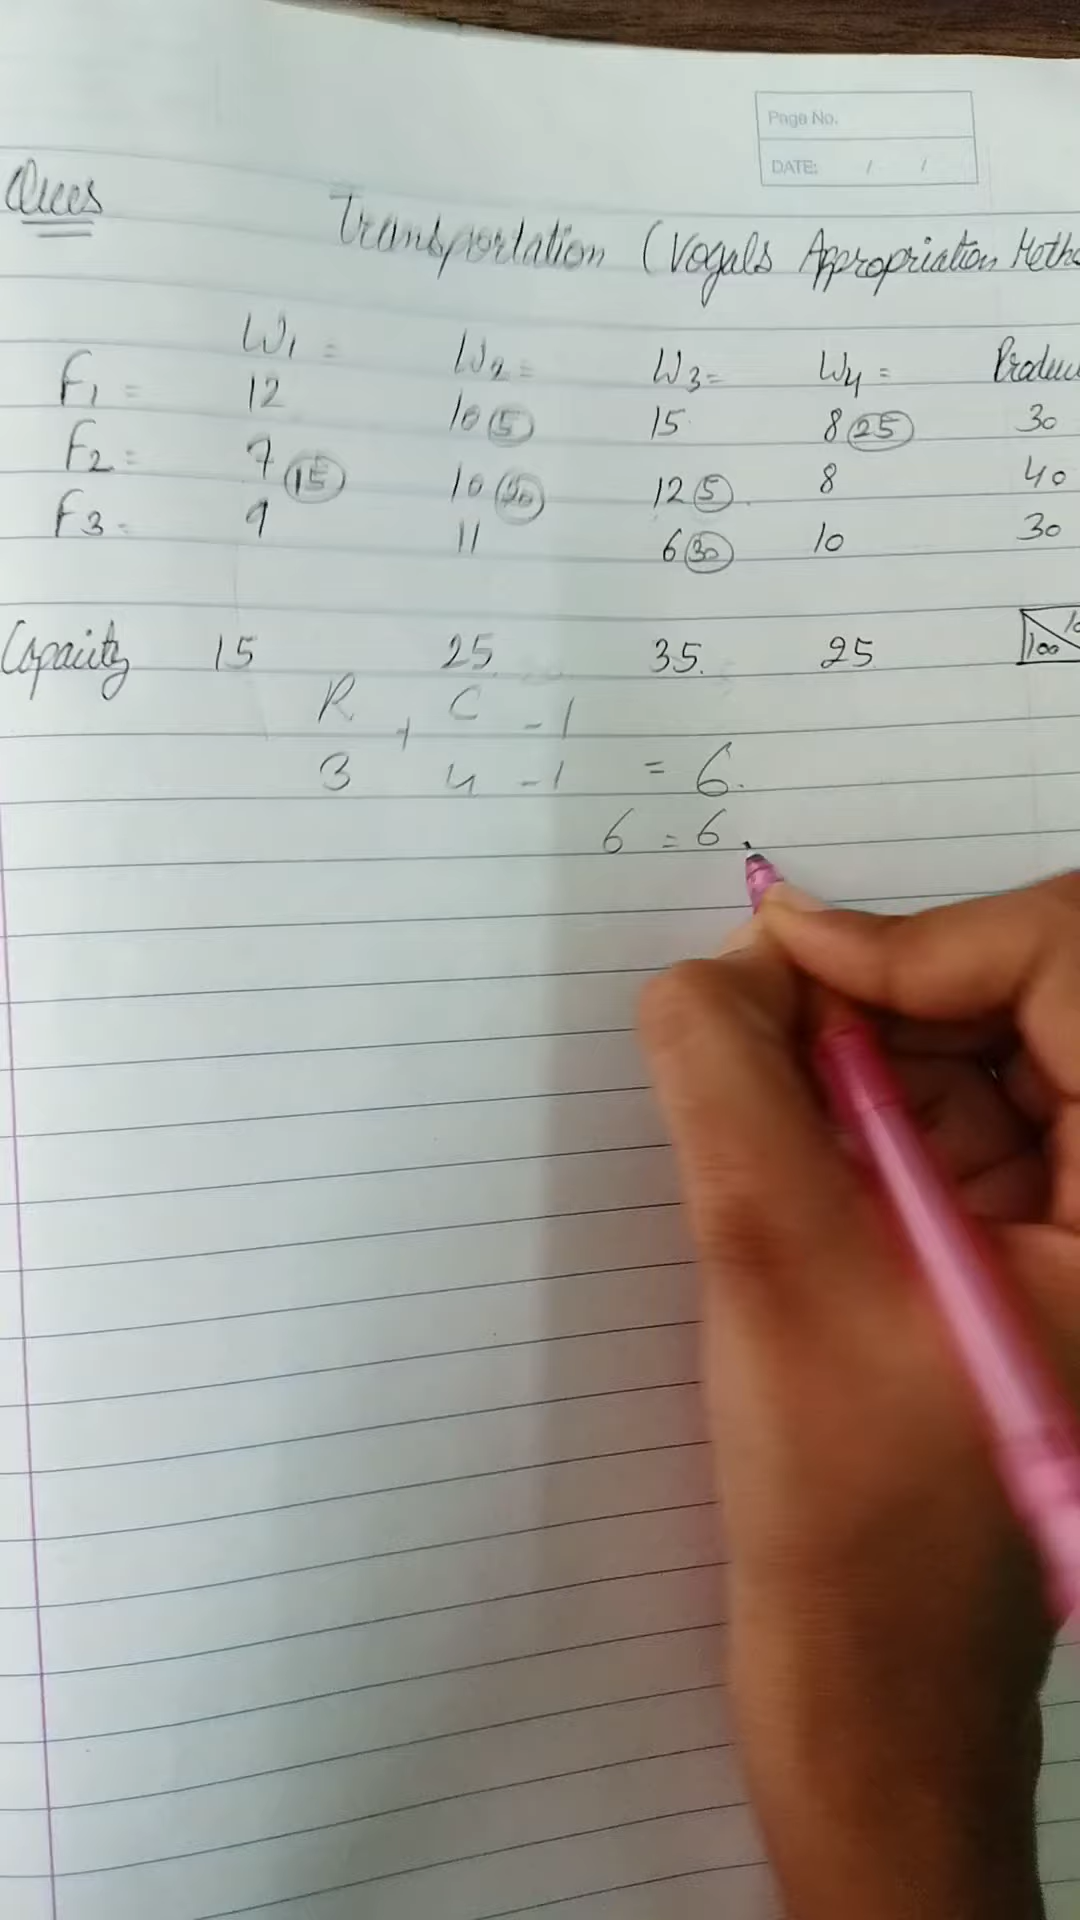 Page No.
DATE: / /
Ques
Transportation (Vogals Appropriation Metho
W1 = W2 = W3 = W4 = Produc
F1 = 12 10 (5) 15 8 (25) 30
F2 = 7 (15) 10 (20) 12 (5) 8 40
F3 = 9 11 6 (30) 10 30
Capacity 15 25 35 25 100
R + C - 1
3 4 - 1 = 6.
6 = 6.